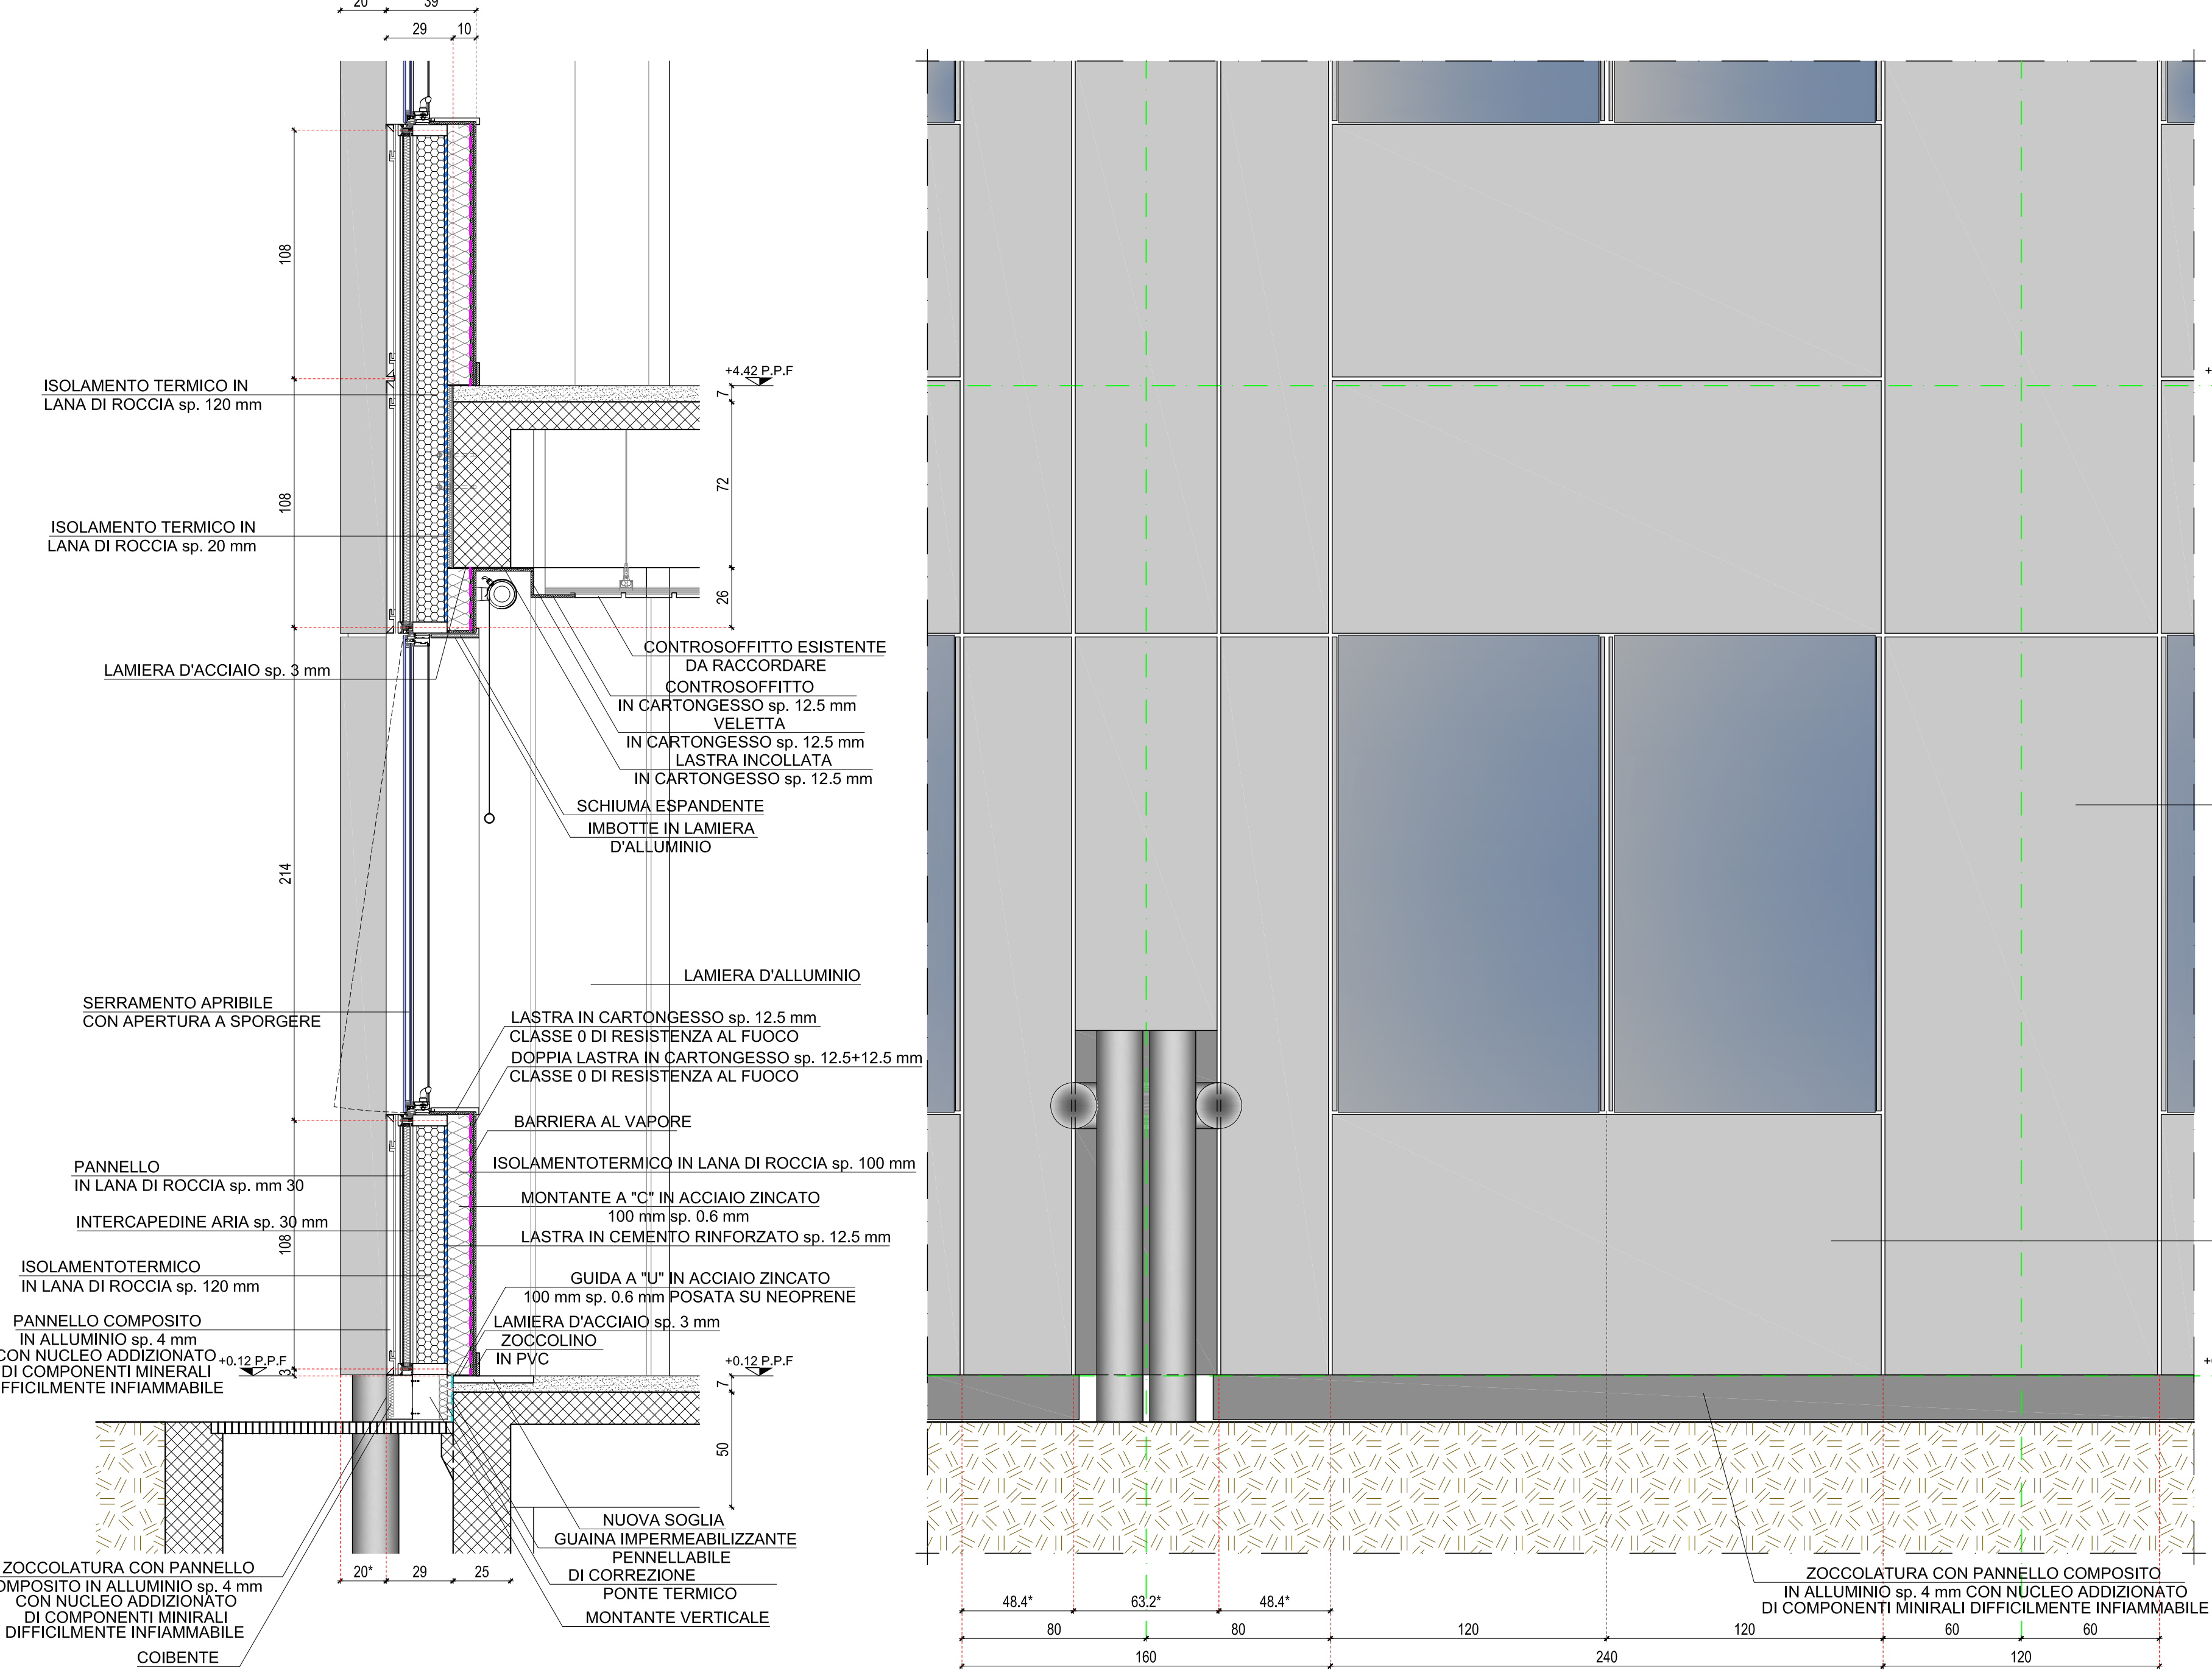 20
39
29
10
108
ISOLAMENTO TERMICO IN
LANA DI ROCCIA sp. 120 mm
+4.42 P.P.F
7
108
72
ISOLAMENTO TERMICO IN
LANA DI ROCCIA sp. 20 mm
26
LAMIERA D'ACCIAIO sp. 3 mm
CONTROSOFFITTO ESISTENTE
DA RACCORDARE
CONTROSOFFITTO
IN CARTONGESSO sp. 12.5 mm
VELETTA
IN CARTONGESSO sp. 12.5 mm
LASTRA INCOLLATA
IN CARTONGESSO sp. 12.5 mm
SCHIUMA ESPANDENTE
IMBOTTE IN LAMIERA
D'ALLUMINIO
214
LAMIERA D'ALLUMINIO
SERRAMENTO APRIBILE
CON APERTURA A SPORGERE
LASTRA IN CARTONGESSO sp. 12.5 mm
CLASSE 0 DI RESISTENZA AL FUOCO
DOPPIA LASTRA IN CARTONGESSO sp. 12.5+12.5 mm
CLASSE 0 DI RESISTENZA AL FUOCO
BARRIERA AL VAPORE
ISOLAMENTOTERMICO IN LANA DI ROCCIA sp. 100 mm
PANNELLO
IN LANA DI ROCCIA sp. mm 30
MONTANTE A "C" IN ACCIAIO ZINCATO
100 mm sp. 0.6 mm
INTERCAPEDINE ARIA sp. 30 mm
LASTRA IN CEMENTO RINFORZATO sp. 12.5 mm
108
ISOLAMENTOTERMICO
IN LANA DI ROCCIA sp. 120 mm
GUIDA A "U" IN ACCIAIO ZINCATO
100 mm sp. 0.6 mm POSATA SU NEOPRENE
PANNELLO COMPOSITO
IN ALLUMINIO sp. 4 mm
CON NUCLEO ADDIZIONATO
DI COMPONENTI MINERALI
FFICILMENTE INFIAMMABILE
LAMIERA D'ACCIAIO sp. 3 mm
ZOCCOLINO
IN PVC
+0.12 P.P.F
3
+0.12 P.P.F
7
50
NUOVA SOGLIA
GUAINA IMPERMEABILIZZANTE
PENNELLABILE
DI CORREZIONE
PONTE TERMICO
MONTANTE VERTICALE
20*
29
25
ZOCCOLATURA CON PANNELLO
OMPOSITO IN ALLUMINIO sp. 4 mm
CON NUCLEO ADDIZIONATO
DI COMPONENTI MINIRALI
DIFFICILMENTE INFIAMMABILE
COIBENTE
ZOCCOLATURA CON PANNELLO COMPOSITO
IN ALLUMINIO sp. 4 mm CON NUCLEO ADDIZIONATO
DI COMPONENTI MINIRALI DIFFICILMENTE INFIAMMABILE
48.4*
63.2*
48.4*
80
80
120
120
60
60
160
240
120
+
+